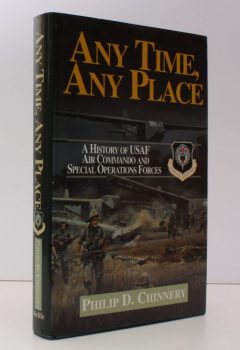 ANY TIME,
ANY PLACE
A HISTORY OF USAF
AIR COMMANDO AND
SPECIAL OPERATIONS FORCES
PHILIP D. CHINNERY
ANY TIME, ANY PLACE
PHILIP D. CHINNERY